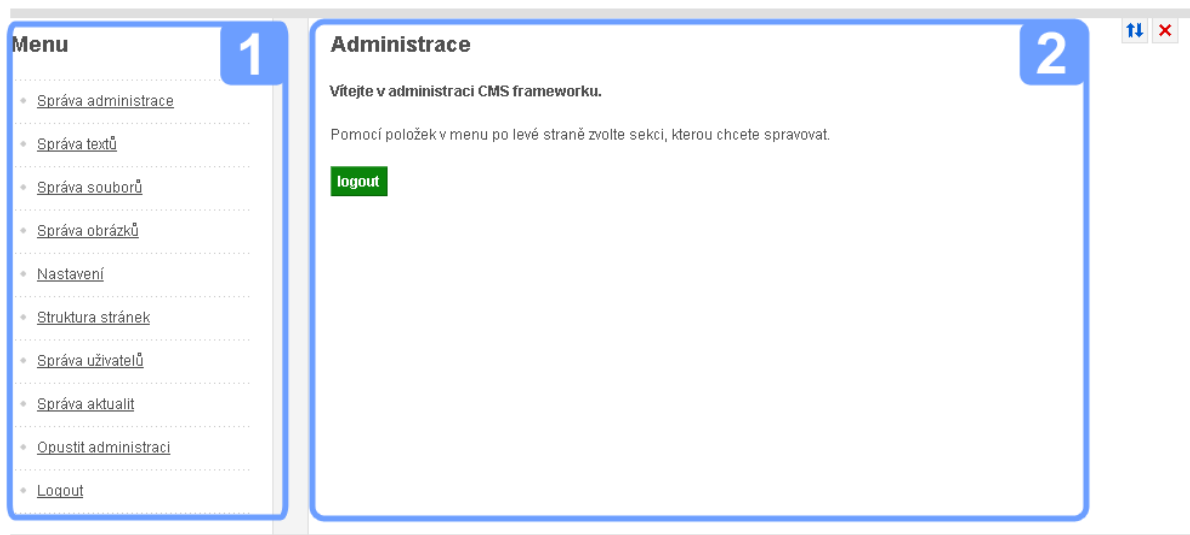 Menu
1
Správa administrace
Správa textů
Správa souborů
Správa obrázků
Nastavení
Struktura stránek
Správa uživatelů
Správa aktualit
Opustit administraci
Logout
Administrace
2
Vítejte v administraci CMS frameworku.
Pomocí položek v menu po levé straně zvolte sekci, kterou chcete spravovat.
logout